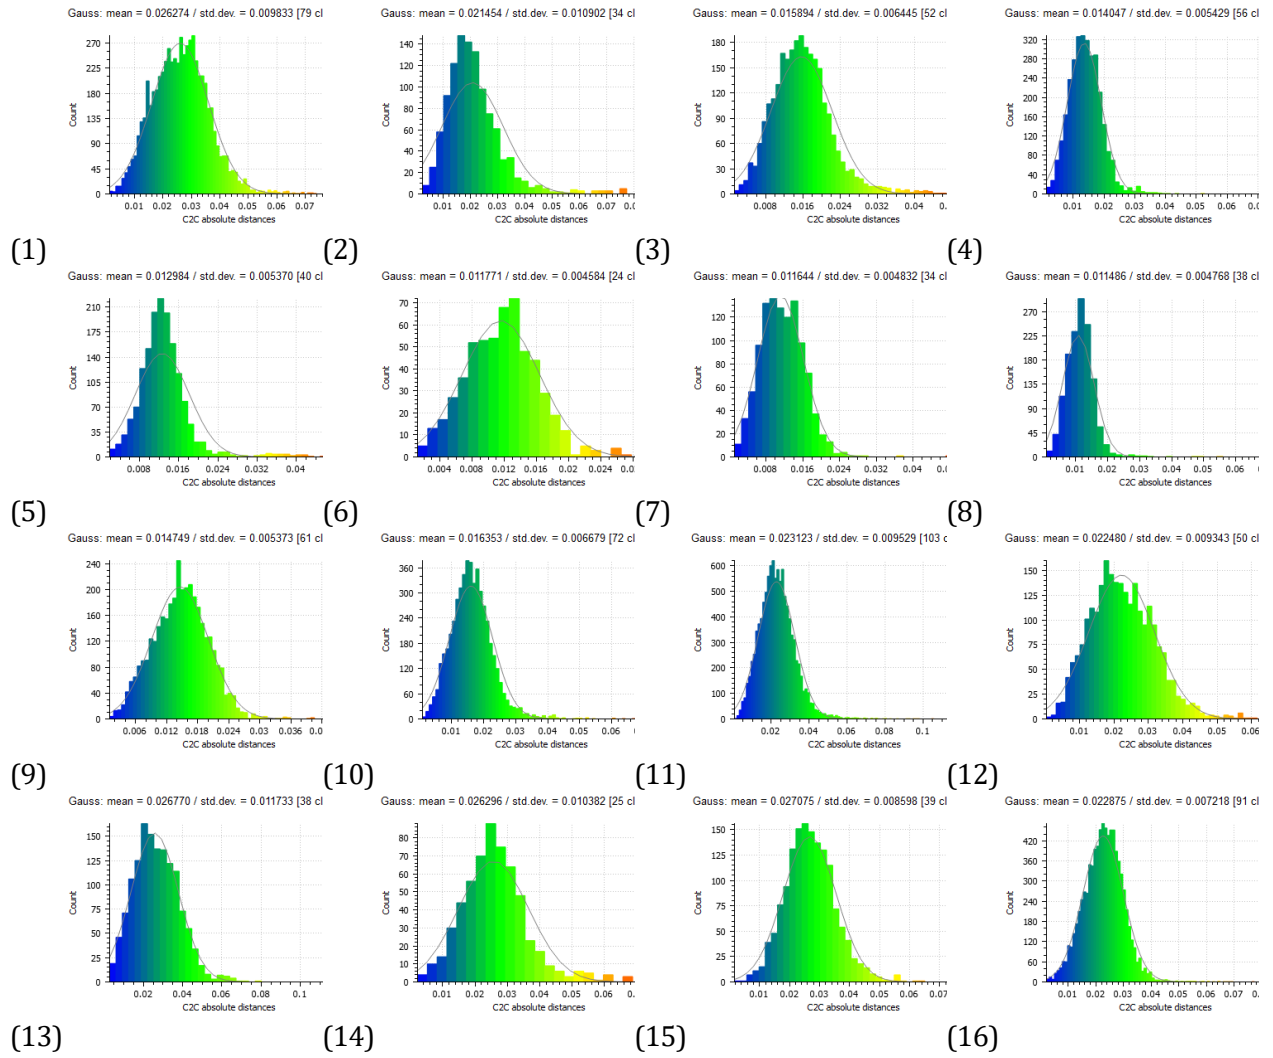 Gauss: mean = 0.026274 / std.dev. = 0.009833 [79 cl
270
225
180
135
90
45
0
Count
0.01 0.02 0.03 0.04 0.05 0.06 0.07
C2C absolute distances
(1)
Gauss: mean = 0.021454 / std.dev. = 0.010902 [34 cl
140
120
100
80
60
40
20
0
Count
0.01 0.02 0.03 0.04 0.05 0.06 0.07 0.0
C2C absolute distances
(2)
Gauss: mean = 0.015894 / std.dev. = 0.006445 [52 cl
180
150
120
90
60
30
0
Count
0.008 0.016 0.024 0.032 0.04
C2C absolute distances
(3)
Gauss: mean = 0.014047 / std.dev. = 0.005429 [56 cl
320
280
240
200
160
120
80
40
0
Count
0.01 0.02 0.03 0.04 0.05 0.06 0.0
C2C absolute distances
(4)
Gauss: mean = 0.012984 / std.dev. = 0.005370 [40 cl
210
175
140
105
70
35
0
Count
0.008 0.016 0.024 0.032 0.04
C2C absolute distances
(5)
Gauss: mean = 0.011771 / std.dev. = 0.004584 [24 cl
70
60
50
40
30
20
10
0
Count
0.004 0.008 0.012 0.016 0.02 0.024 0.0
C2C absolute distances
(6)
Gauss: mean = 0.011644 / std.dev. = 0.004832 [34 cl
120
100
80
60
40
20
0
Count
0.008 0.016 0.024 0.032 0.04
C2C absolute distances
(7)
Gauss: mean = 0.011486 / std.dev. = 0.004768 [38 cl
270
225
180
135
90
45
0
Count
0.01 0.02 0.03 0.04 0.05 0.06 0.0
C2C absolute distances
(8)
Gauss: mean = 0.014749 / std.dev. = 0.005373 [61 cl
240
200
160
120
80
40
0
Count
0.006 0.012 0.018 0.024 0.03 0.036 0.0
C2C absolute distances
(9)
Gauss: mean = 0.016353 / std.dev. = 0.006679 [72 cl
360
300
240
180
120
60
0
Count
0.01 0.02 0.03 0.04 0.05 0.06
C2C absolute distances
(10)
Gauss: mean = 0.023123 / std.dev. = 0.009529 [103 c
600
500
400
300
200
100
0
Count
0.02 0.04 0.06 0.08 0.1
C2C absolute distances
(11)
Gauss: mean = 0.022480 / std.dev. = 0.009343 [50 cl
150
125
100
75
50
25
0
Count
0.01 0.02 0.03 0.04 0.05 0.06
C2C absolute distances
(12)
Gauss: mean = 0.026770 / std.dev. = 0.011733 [38 cl
150
125
100
75
50
25
0
Count
0.02 0.04 0.06 0.08 0.1
C2C absolute distances
(13)
Gauss: mean = 0.026296 / std.dev. = 0.010382 [25 cl
80
70
60
50
40
30
20
10
0
Count
0.01 0.02 0.03 0.04 0.05 0.06 0.0
C2C absolute distances
(14)
Gauss: mean = 0.027075 / std.dev. = 0.008598 [39 cl
150
125
100
75
50
25
0
Count
0.01 0.02 0.03 0.04 0.05 0.06 0.07
C2C absolute distances
(15)
Gauss: mean = 0.022875 / std.dev. = 0.007218 [91 cl
420
360
300
240
180
120
60
0
Count
0.01 0.02 0.03 0.04 0.05 0.06 0.07
C2C absolute distances
(16)